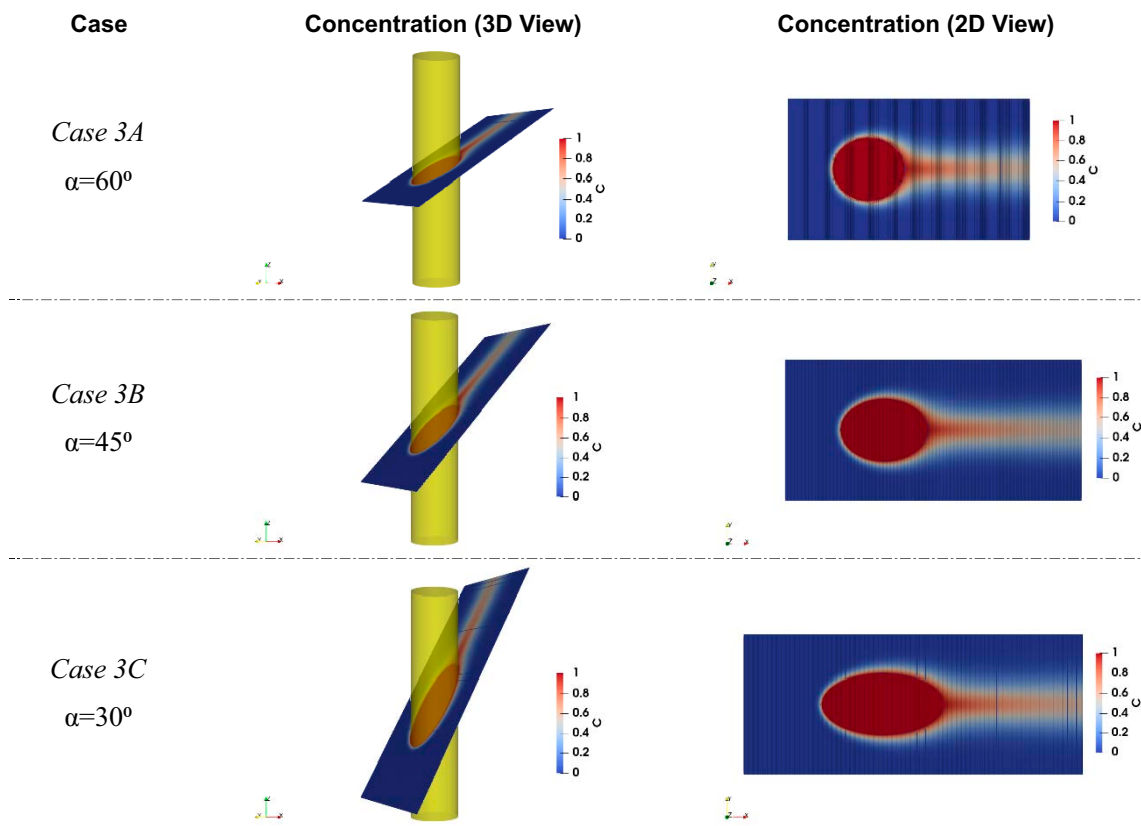 Case Concentration (3D View) Concentration (2D View)
Case 3A
α=60º
1
0.8
0.6
0.4
0.2
0
C
Z
Y
X
1
0.8
0.6
0.4
0.2
0
C
Y
Z
X
Case 3B
α=45º
1
0.8
0.6
0.4
0.2
0
C
Z
Y
X
1
0.8
0.6
0.4
0.2
0
C
Y
Z
X
Case 3C
α=30º
1
0.8
0.6
0.4
0.2
0
C
Z
Y
X
1
0.8
0.6
0.4
0.2
0
C
Y
Z
X